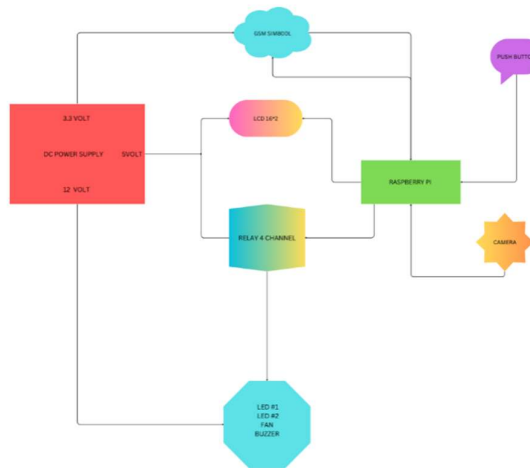 GSM SIM800L
PUSH BUTTO
3.3 VOLT
LCD 16*2
DC POWER SUPPLY
5VOLT
RASPBERRY PI
12 VOLT
RELAY 4 CHANNEL
CAMERA
LED #1
LED #2
FAN
BUZZER